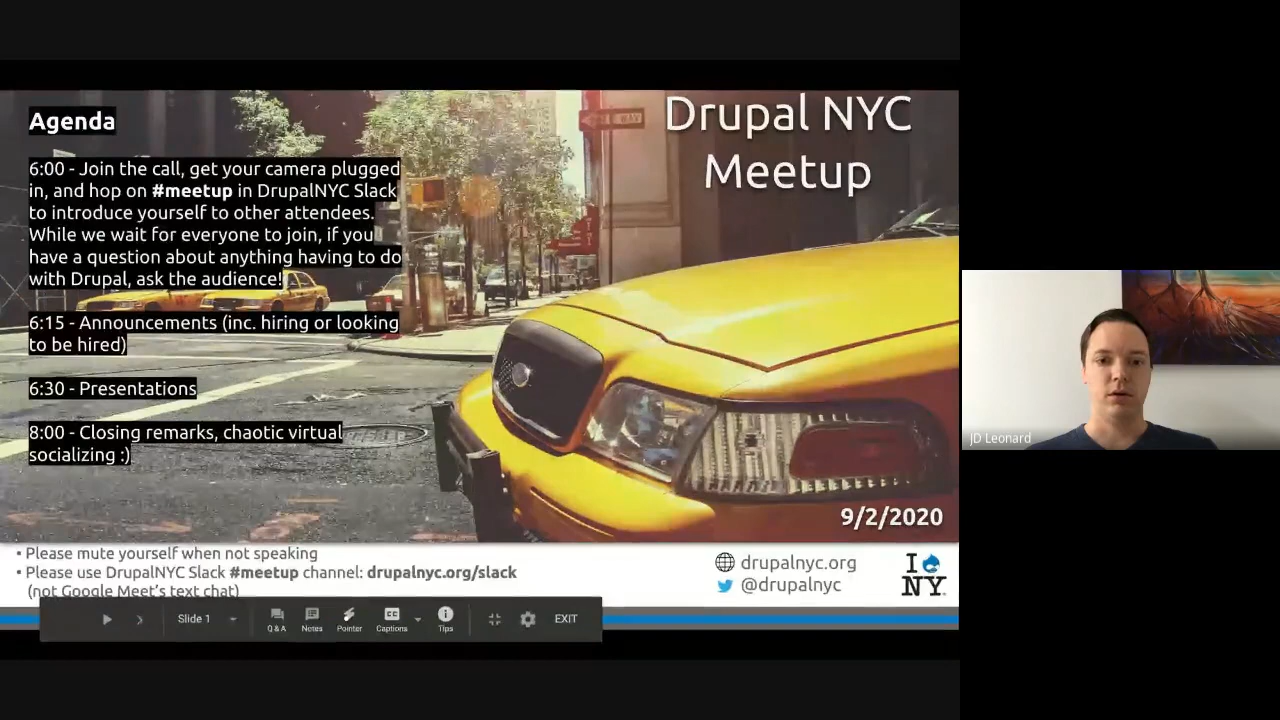 Agenda
6:00 - Join the call, get your camera plugged
in, and hop on #meetup in DrupalNYC Slack
to introduce yourself to other attendees.
While we wait for everyone to join, if you
have a question about anything having to do
with Drupal, ask the audience!
6:15 - Announcements (inc. hiring or looking
to be hired)
6:30 - Presentations
8:00 - Closing remarks, chaotic virtual
socializing :)
Drupal NYC
Meetup
9/2/2020
JD Leonard
• Please mute yourself when not speaking
• Please use DrupalNYC Slack #meetup channel: drupalnyc.org/slack
(not Google Meet's text chat)
drupalnyc.org
@drupalnyc
I
NY
Slide 1
Q & A
Notes
Pointer
CC
Captions
Tips
EXIT